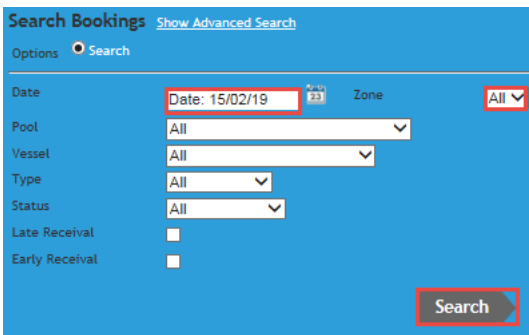 Search Bookings Show Advanced Search
Options Search
Date Date: 15/02/19 23 Zone All
Pool All
Vessel All
Type All
Status All
Late Receival
Early Receival
Search